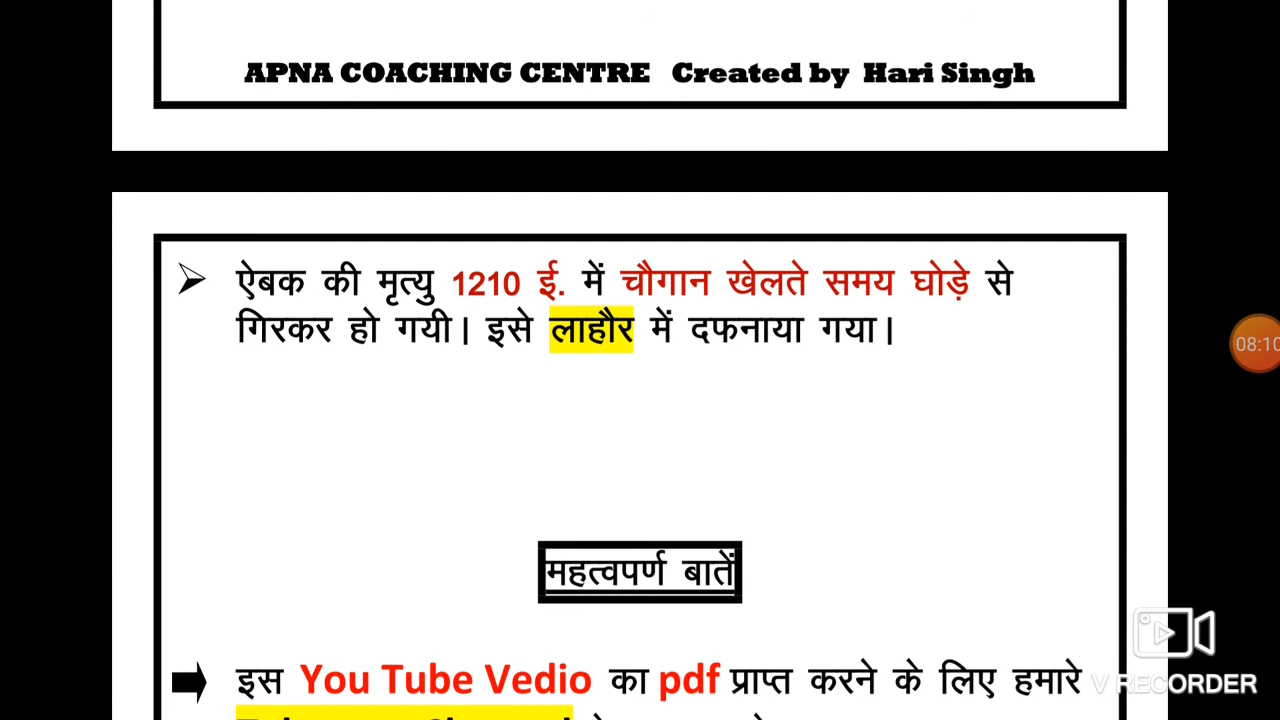 APNA COACHING CENTRE Created by Hari Singh
ऐबक की मृत्यु 1210 ई. में चौगान खेलते समय घोड़े से
गिरकर हो गयी। इसे लाहौर में दफनाया गया।
08:10
महत्वपर्ण बातें
इस You Tube Vedio का pdf प्राप्त करने के लिए हमारे
V RECORDER